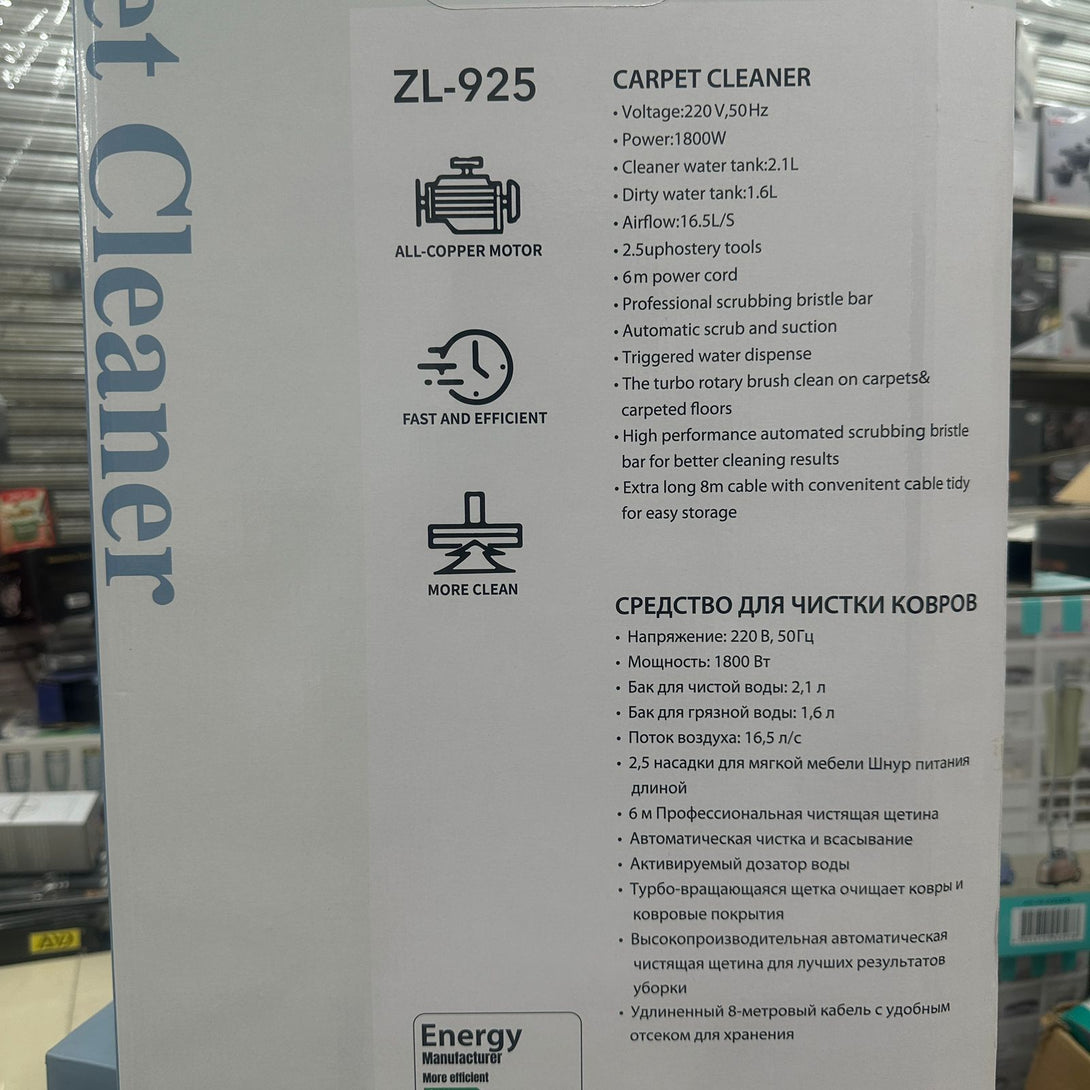 et Cleaner
ZL-925
ALL-COPPER MOTOR
FAST AND EFFICIENT
MORE CLEAN
CARPET CLEANER
• Voltage:220V,50Hz
• Power:1800W
• Cleaner water tank:2.1L
• Dirty water tank:1.6L
• Airflow:16.5L/S
• 2.5uphostery tools
• 6m power cord
• Professional scrubbing bristle bar
• Automatic scrub and suction
• Triggered water dispense
• The turbo rotary brush clean on carpets&
carpeted floors
• High performance automated scrubbing bristle
bar for better cleaning results
• Extra long 8m cable with convenitent cable tidy
for easy storage
СРЕДСТВО ДЛЯ ЧИСТКИ КОВРОВ
• Напряжение: 220 В, 50Гц
• Мощность: 1800 Вт
• Бак для чистой воды: 2,1 л
• Бак для грязной воды: 1,6 л
• Поток воздуха: 16,5 л/с
• 2,5 насадки для мягкой мебели Шнур питания
длиной
• 6 м Профессиональная чистящая щетина
• Автоматическая чистка и всасывание
• Активируемый дозатор воды
• Турбо-вращающаяся щетка очищает ковры и
ковровые покрытия
• Высокопроизводительная автоматическая
чистящая щетина для лучших результатов
уборки
• Удлиненный 8-метровый кабель с удобным
отсеком для хранения
Energy
Manufacturer
More efficient